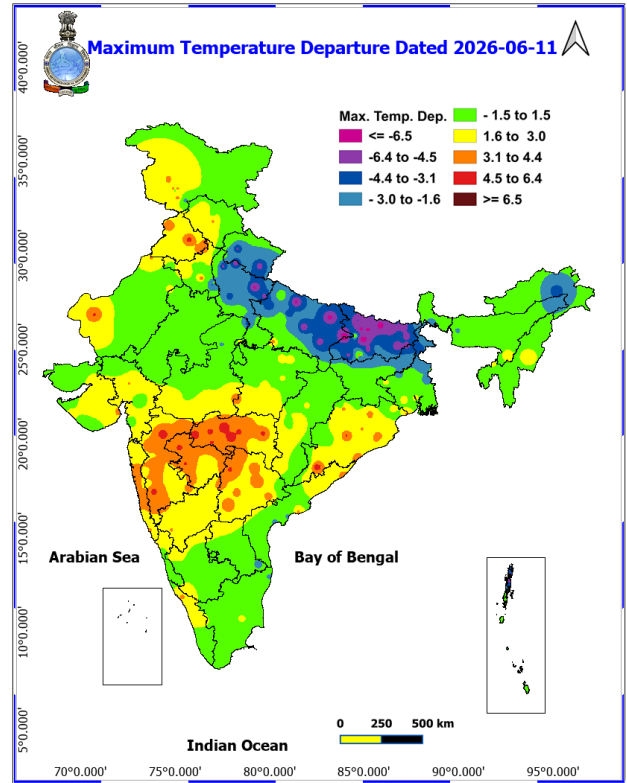 Maximum Temperature Departure Dated 2026-06-11
Max. Temp. Dep.
<= -6.5
-6.4 to -4.5
-4.4 to -3.1
- 3.0 to -1.6
- 1.5 to 1.5
1.6 to 3.0
3.1 to 4.4
4.5 to 6.4
>= 6.5
40°0.000'
35°0.000'
30°0.000'
25°0.000'
20°0.000'
15°0.000'
10°0.000'
5°0.000'
Arabian Sea
Bay of Bengal
Indian Ocean
0 250 500 km
70°0.000' 75°0.000' 80°0.000' 85°0.000' 90°0.000' 95°0.000'